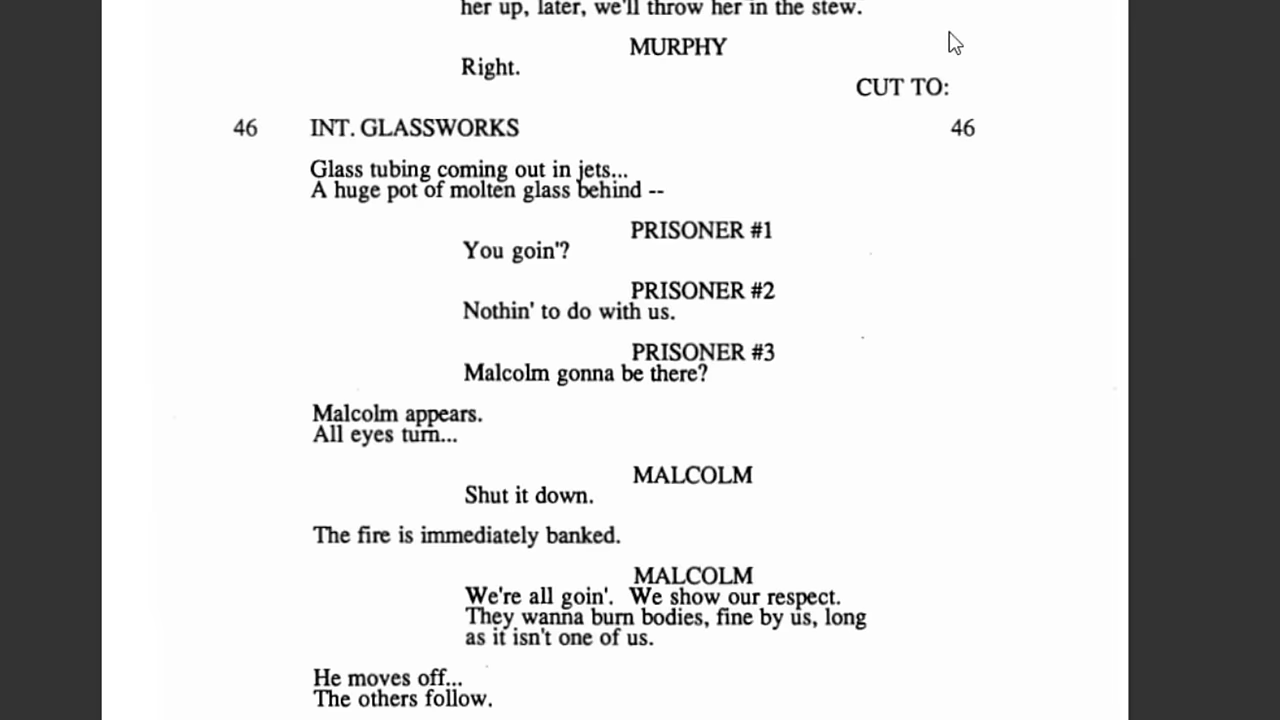 her up, later, we'll throw her in the stew.
MURPHY
Right.
CUT TO:
46 INT. GLASSWORKS 46
Glass tubing coming out in jets...
A huge pot of molten glass behind --
PRISONER #1
You goin'?
PRISONER #2
Nothin' to do with us.
PRISONER #3
Malcolm gonna be there?
Malcolm appears.
All eyes turn...
MALCOLM
Shut it down.
The fire is immediately banked.
MALCOLM
We're all goin'. We show our respect.
They wanna burn bodies, fine by us, long
as it isn't one of us.
He moves off...
The others follow.